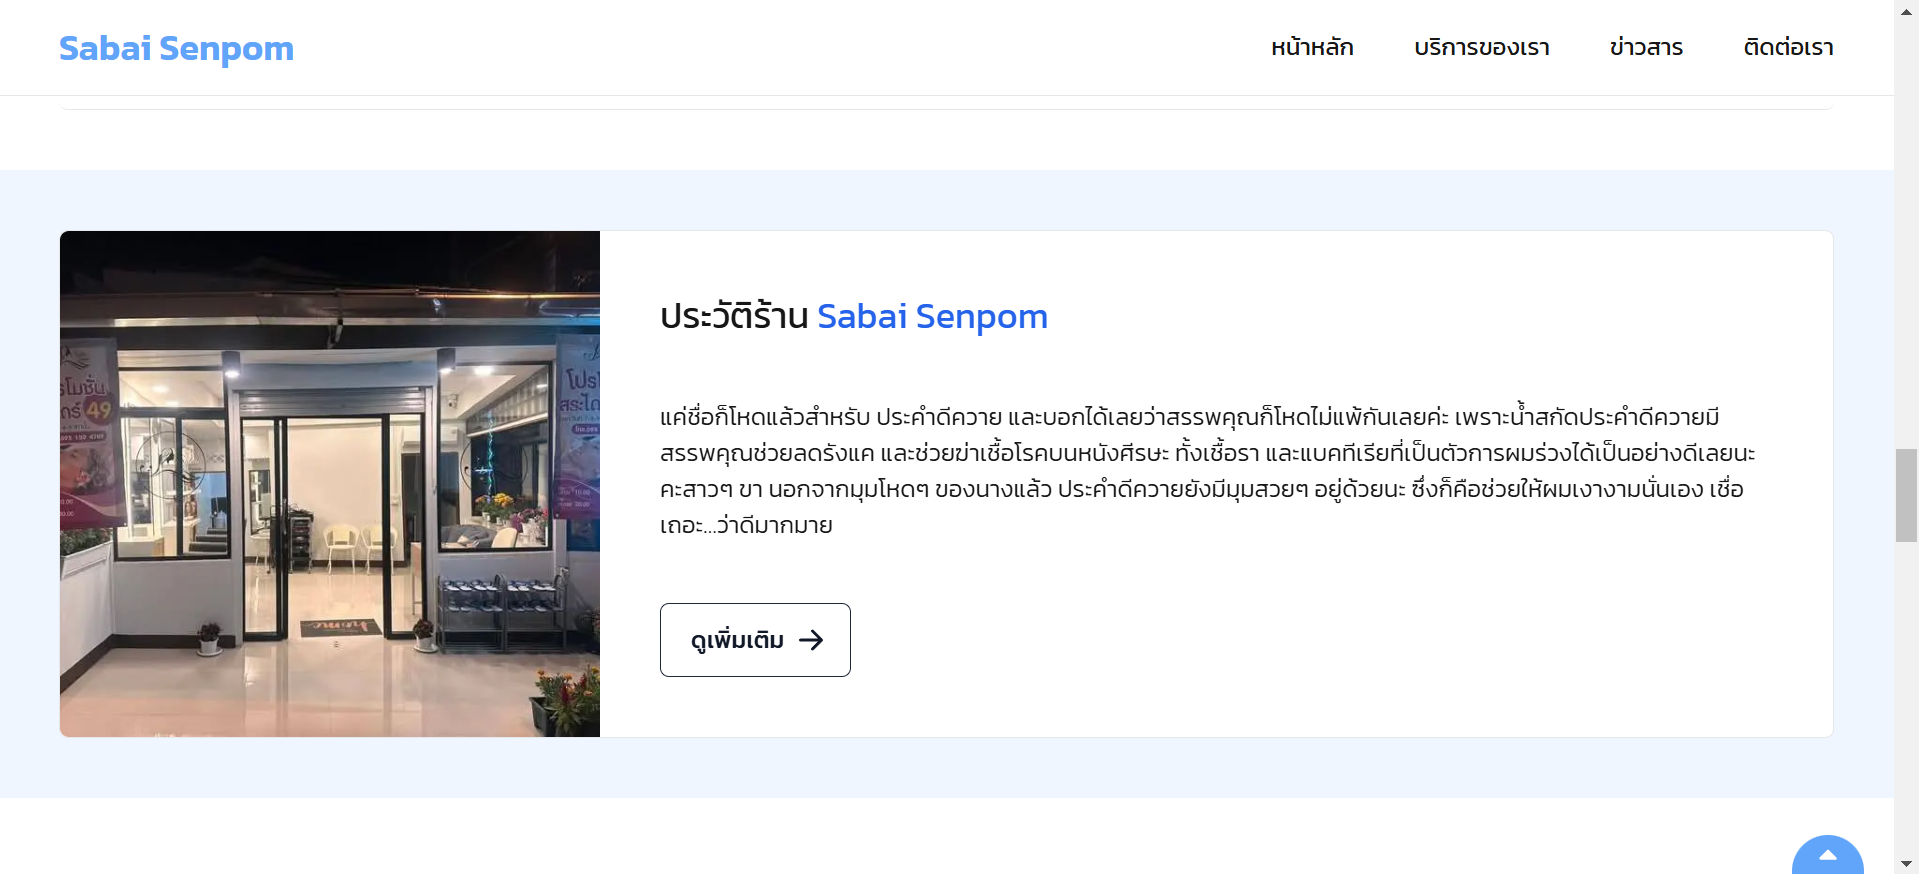 Sabai Senpom
หน้าหลัก
บริการของเรา
ข่าวสาร
ติดต่อเรา
49
home
ประวัติร้าน Sabai Senpom
แค่ชื่อก็โหดแล้วสำหรับ ประคำดีควาย และบอกได้เลยว่าสรรพคุณก็โหดไม่แพ้กันเลยค่ะ เพราะน้ำสกัดประคำดีควายมี
สรรพคุณช่วยลดรังแค และช่วยฆ่าเชื้อโรคบนหนังศีรษะ ทั้งเชื้อรา และแบคทีเรียที่เป็นตัวการผมร่วงได้เป็นอย่างดีเลยนะ
คะสาวๆ ขา นอกจากมุมโหดๆ ของนางแล้ว ประคำดีควายยังมีมุมสวยๆ อยู่ด้วยนะ ซึ่งก็คือช่วยให้ผมเงางามนั่นเอง เชื่อ
เถอะ...ว่าดีมากมาย
ดูเพิ่มเติม